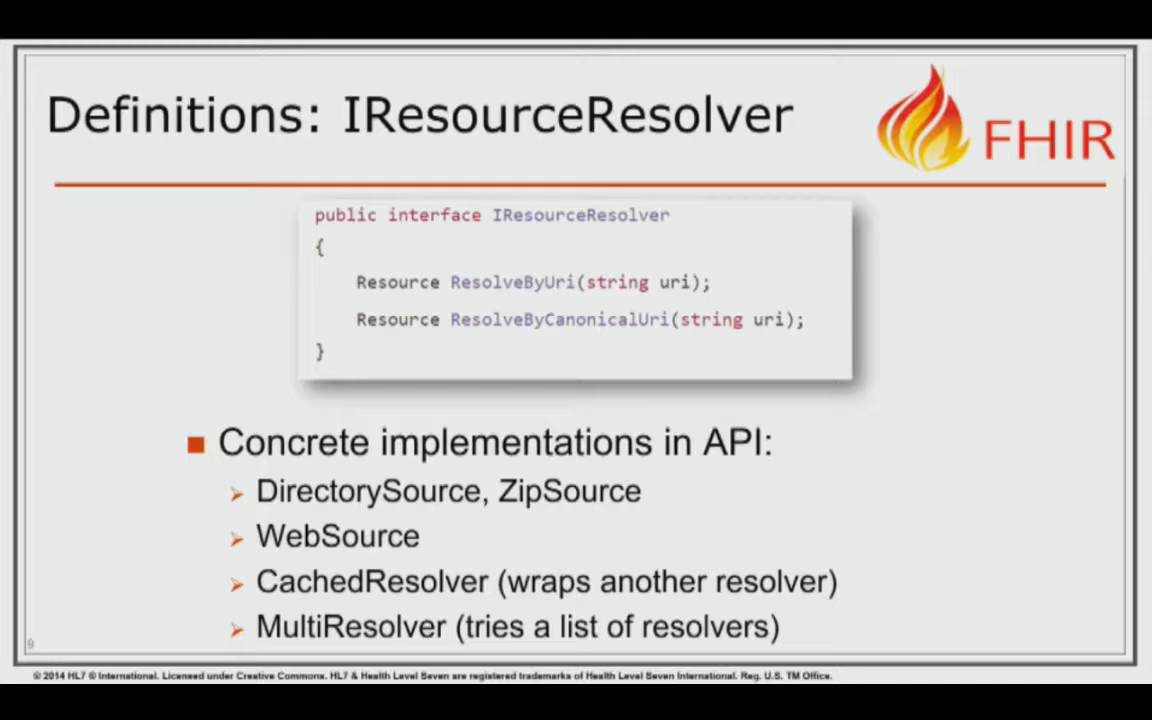 Definitions: IResourceResolver
FHIR
public interface IResourceResolver
{
Resource ResolveByUri(string uri);
Resource ResolveByCanonicalUri(string uri);
}
Concrete implementations in API:
DirectorySource, ZipSource
WebSource
CachedResolver (wraps another resolver)
MultiResolver (tries a list of resolvers)
9
© 2014 HL7 ® International. Licensed under Creative Commons. HL7 & Health Level Seven are registered trademarks of Health Level Seven International. Reg. U.S. TM Office.